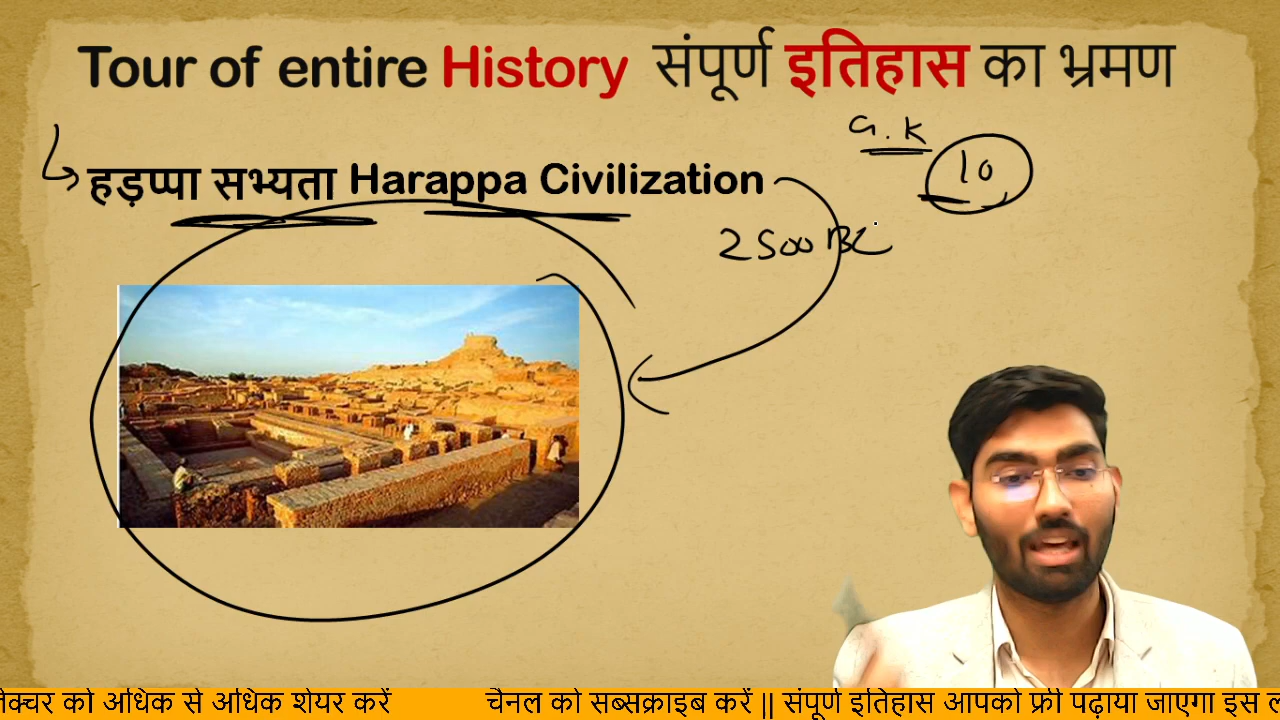 Tour of entire History संपूर्ण इतिहास का भ्रमण
G.K
10
हड़प्पा सभ्यता Harappa Civilization
2500 BC
को अधिक से अधिक शेयर करें चैनल को सब्सक्राइब करें || संपूर्ण इतिहास आपको फ्री पढ़ाया जाएगा इस